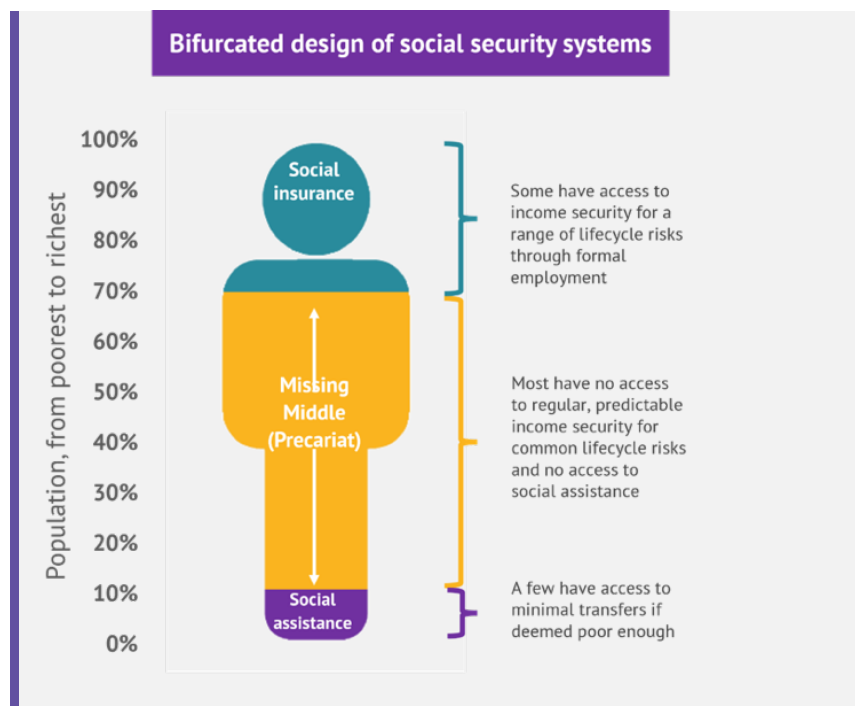 Bifurcated design of social security systems
Population, from poorest to richest
100%
90%
80%
70%
60%
50%
40%
30%
20%
10%
0%
Social
insurance
Missing
Middle
(Precariat)
Social
assistance
Some have access to
income security for a
range of lifecycle risks
through formal
employment
Most have no access
to regular, predictable
income security for
common lifecycle risks
and no access to
social assistance
A few have access to
minimal transfers if
deemed poor enough